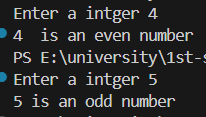 Enter a intger 4
4  is an even number
PS E:\university\1st-s
Enter a intger 5
5 is an odd number